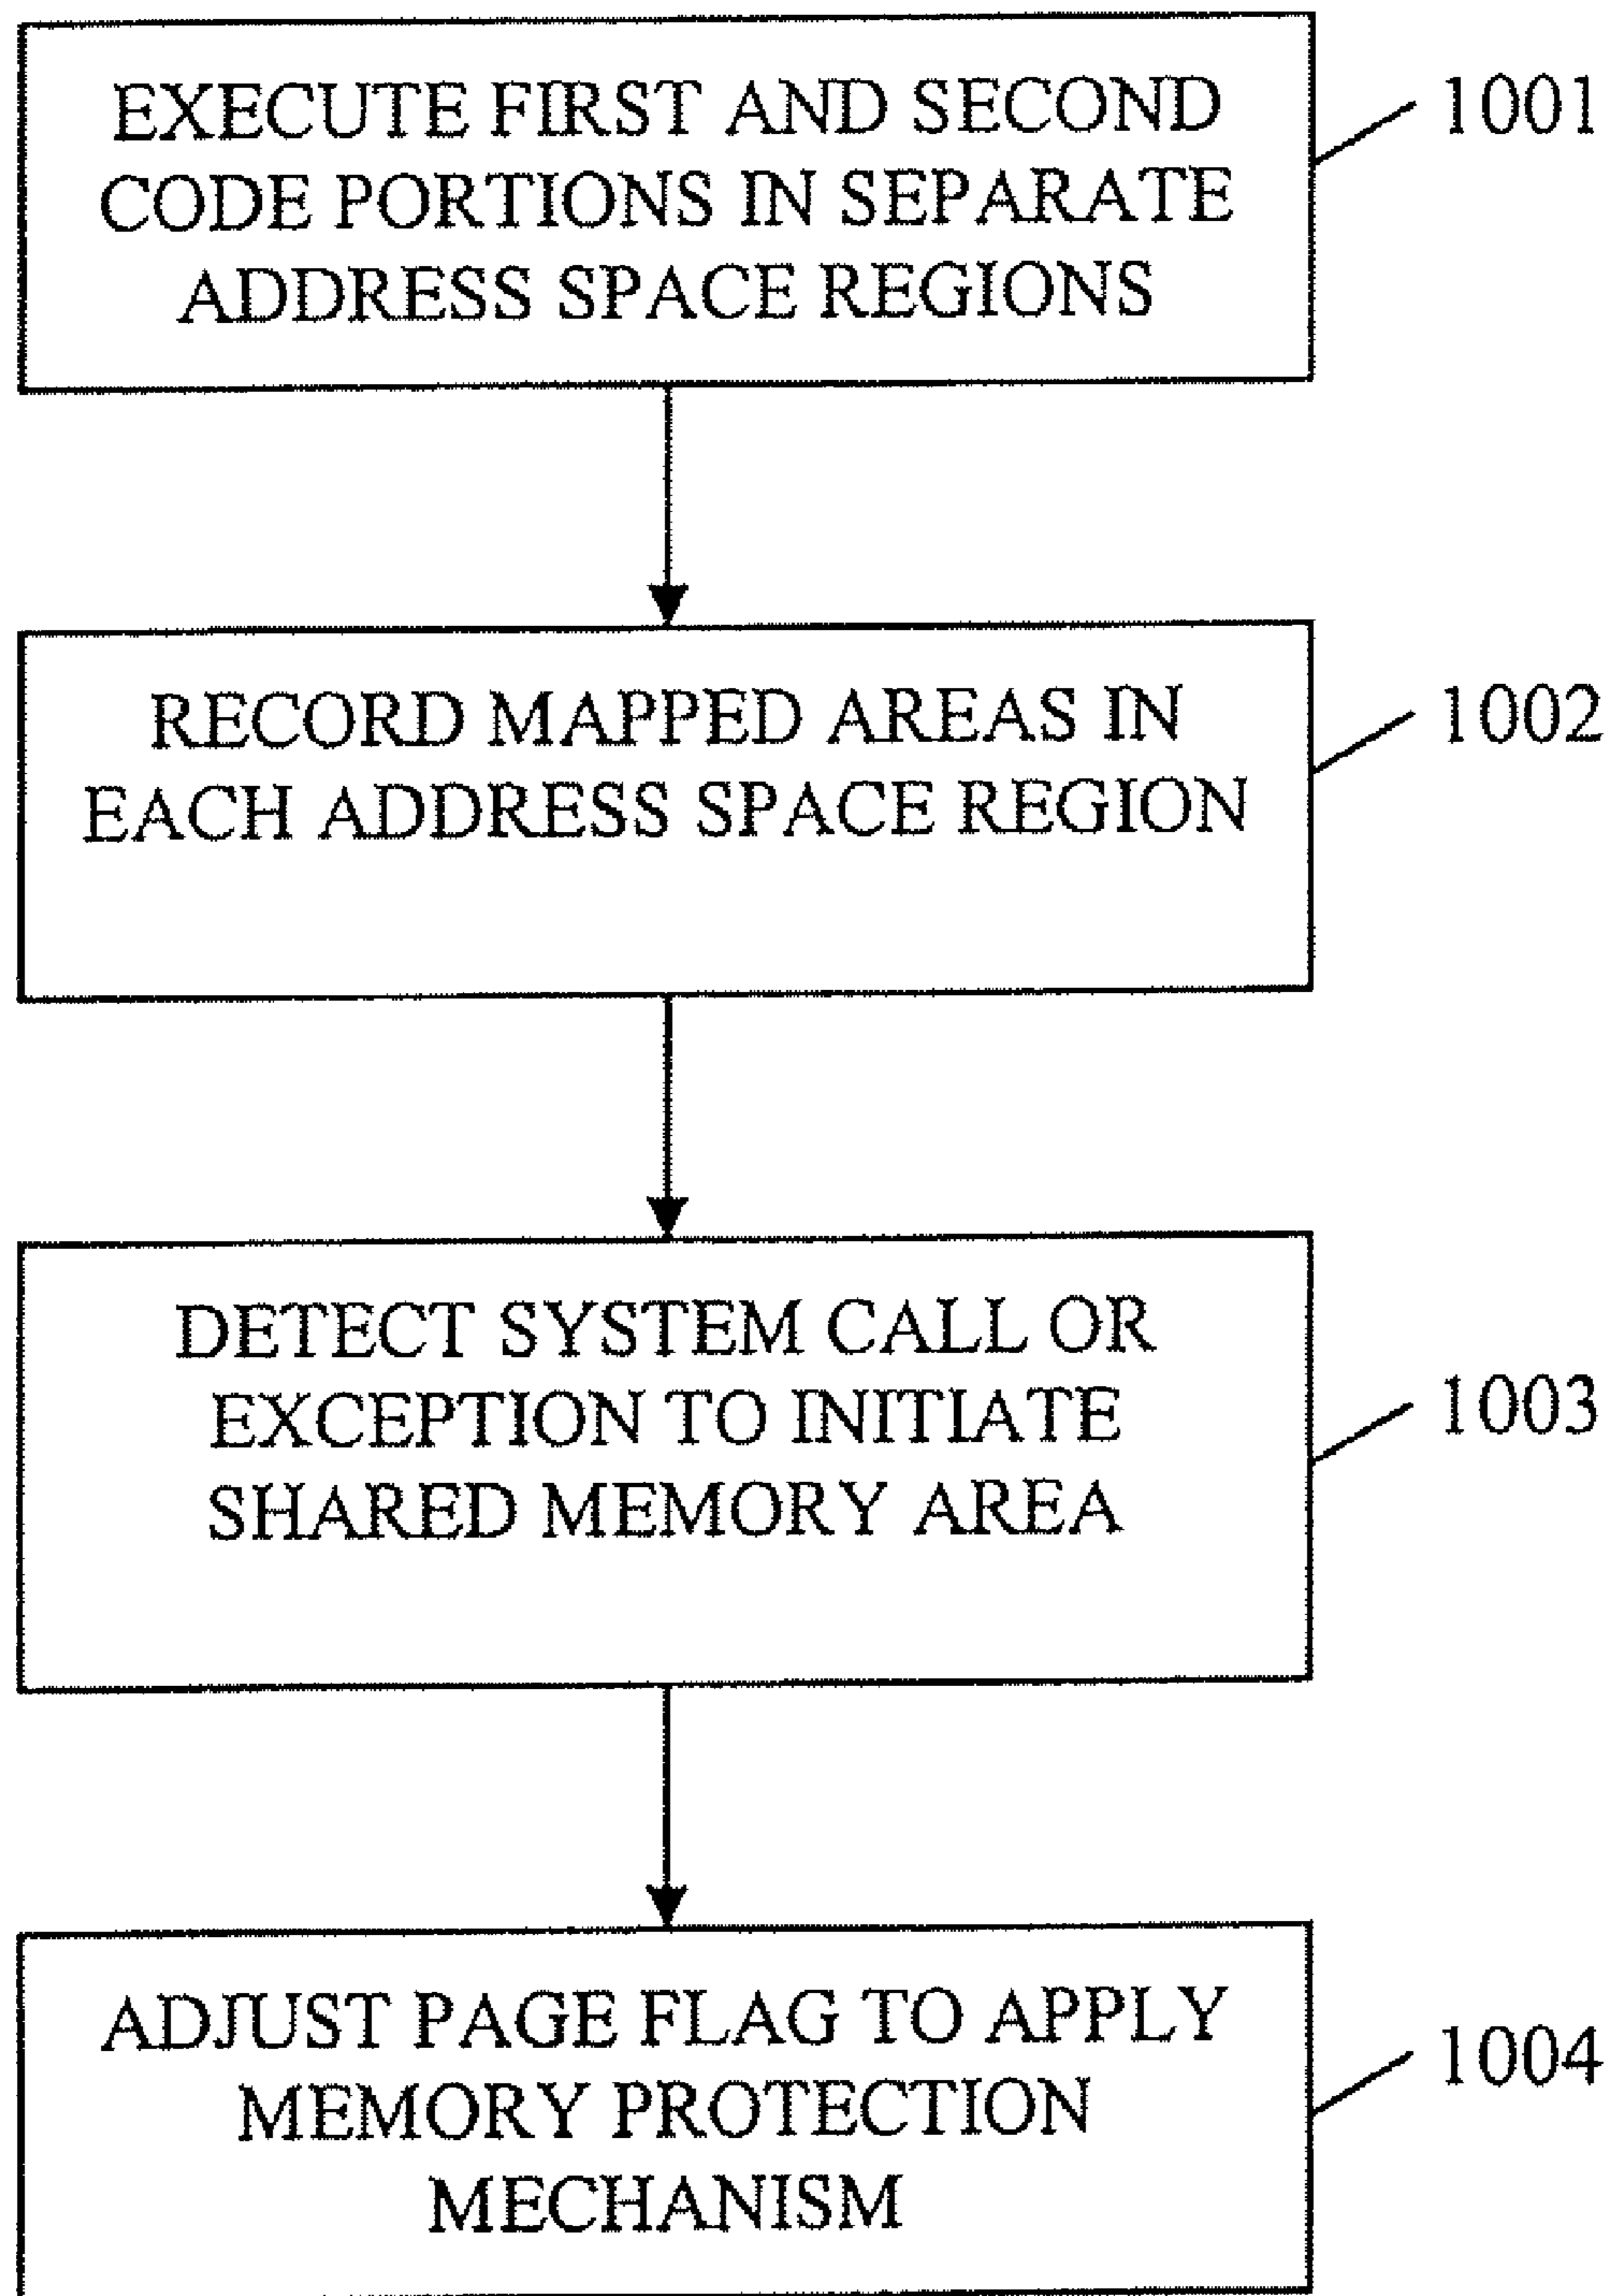 EXECUTE FIRST AND SECOND
CODE PORTIONS IN SEPARATE
ADDRESS SPACE REGIONS
1001
RECORD MAPPED AREAS IN
EACH ADDRESS SPACE REGION
1002
DETECT SYSTEM CALL OR
EXCEPTION TO INITIATE
SHARED MEMORY AREA
1003
ADJUST PAGE FLAG TO APPLY
MEMORY PROTECTION
MECHANISM
1004